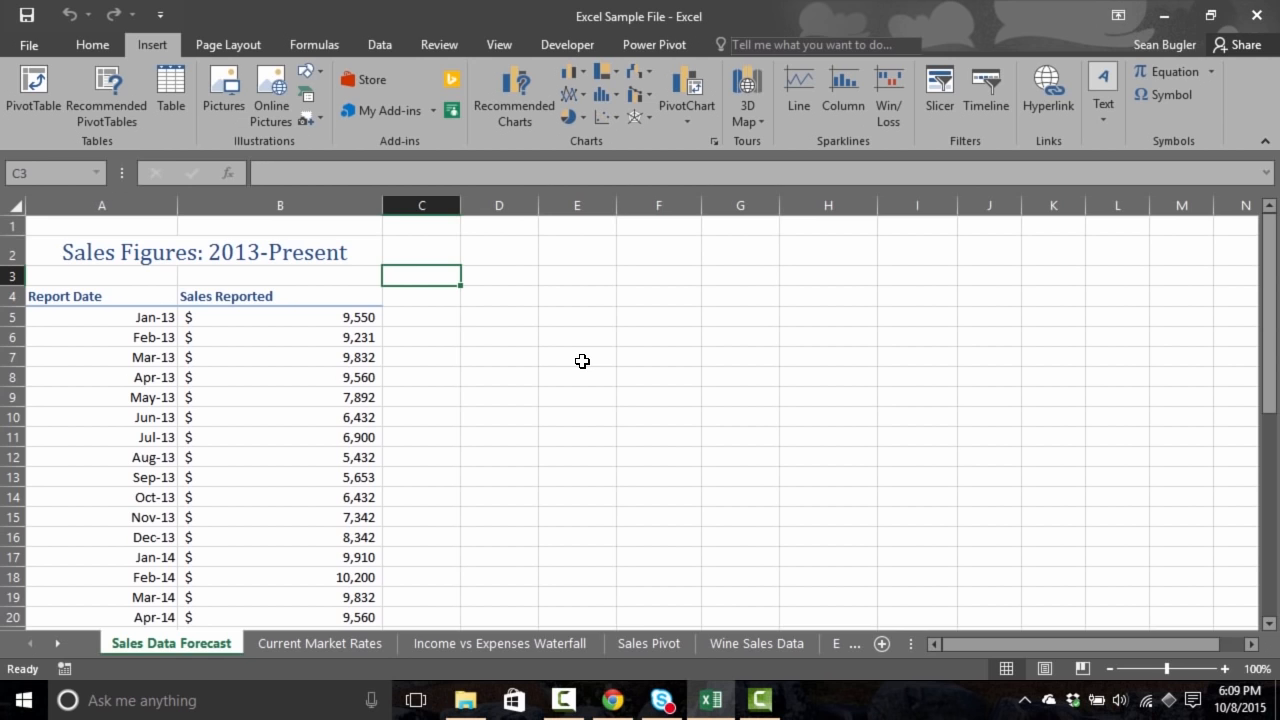 Excel Sample File - Excel
File Home Insert Page Layout Formulas Data Review View Developer Power Pivot Tell me what you want to do... Sean Bugler Share
PivotTable Recommended PivotTables Table Pictures Online Pictures Store My Add-ins Recommended Charts PivotChart 3D Map Line Column Win/Loss Slicer Timeline Hyperlink Text Equation Symbol
Tables Illustrations Add-ins Charts Tours Sparklines Filters Links Symbols
C3 fx
A B C D E F G H I J K L M N
1
2 Sales Figures: 2013-Present
3
4 Report Date Sales Reported
5 Jan-13 $ 9,550
6 Feb-13 $ 9,231
7 Mar-13 $ 9,832
8 Apr-13 $ 9,560
9 May-13 $ 7,892
10 Jun-13 $ 6,432
11 Jul-13 $ 6,900
12 Aug-13 $ 5,432
13 Sep-13 $ 5,653
14 Oct-13 $ 6,432
15 Nov-13 $ 7,342
16 Dec-13 $ 8,342
17 Jan-14 $ 9,910
18 Feb-14 $ 10,200
19 Mar-14 $ 9,832
20 Apr-14 $ 9,560
Sales Data Forecast Current Market Rates Income vs Expenses Waterfall Sales Pivot Wine Sales Data E ...
Ready 100%
Ask me anything 6:09 PM
10/8/2015